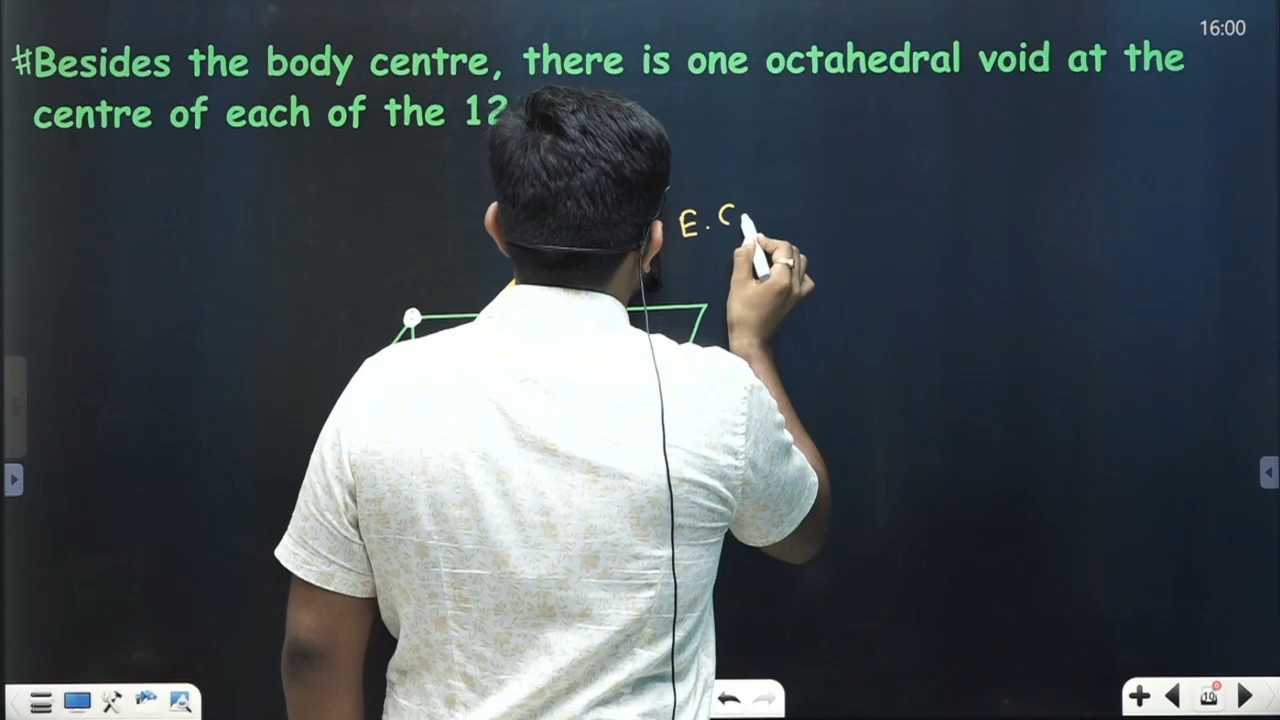 16:00
#Besides the body centre, there is one octahedral void at the
centre of each of the 12
E.C
10